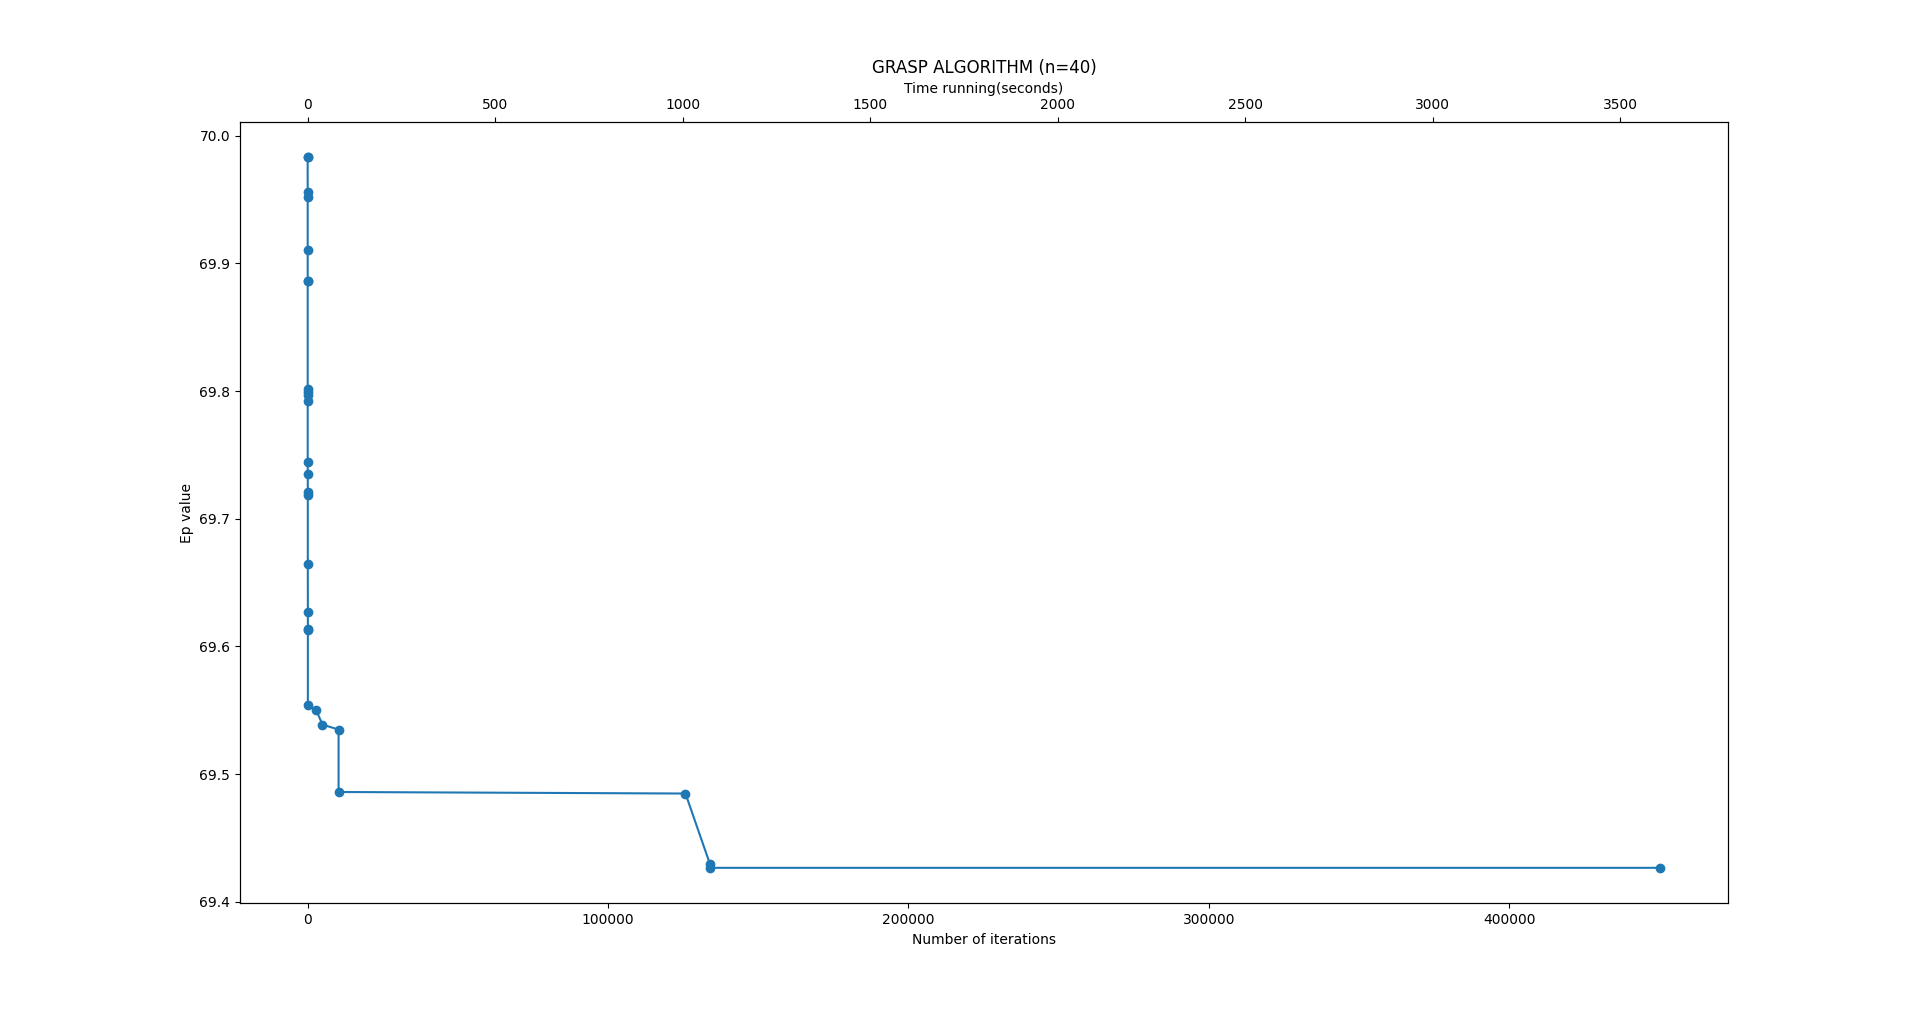 GRASP ALGORITHM (n=40)
Time running(seconds)
0 500 1000 1500 2000 2500 3000 3500
70.0
69.9
69.8
69.7
69.6
69.5
69.4
Ep value
0 100000 200000 300000 400000
Number of iterations